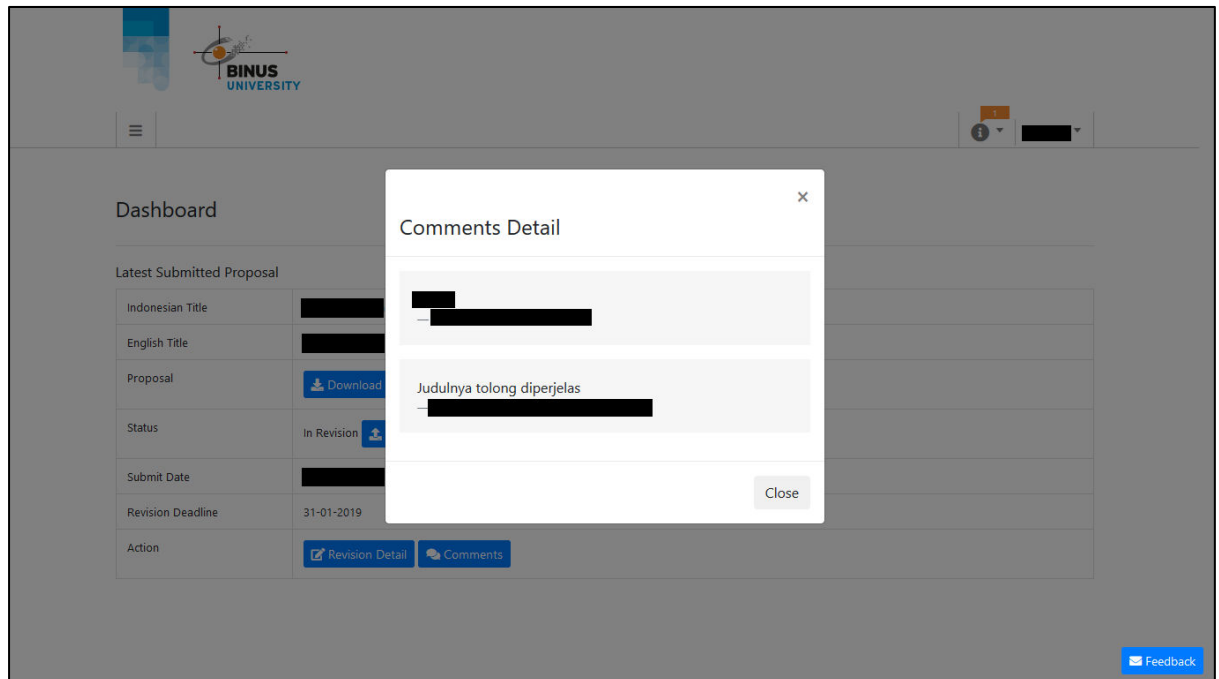 BINUS
UNIVERSITY
1
Dashboard
Latest Submitted Proposal
Indonesian Title
English Title
Proposal
Download
Status
In Revision
Submit Date
Revision Deadline
31-01-2019
Action
Revision Detail
Comments
×
Comments Detail
—
Judulnya tolong diperjelas
—
Close
Feedback